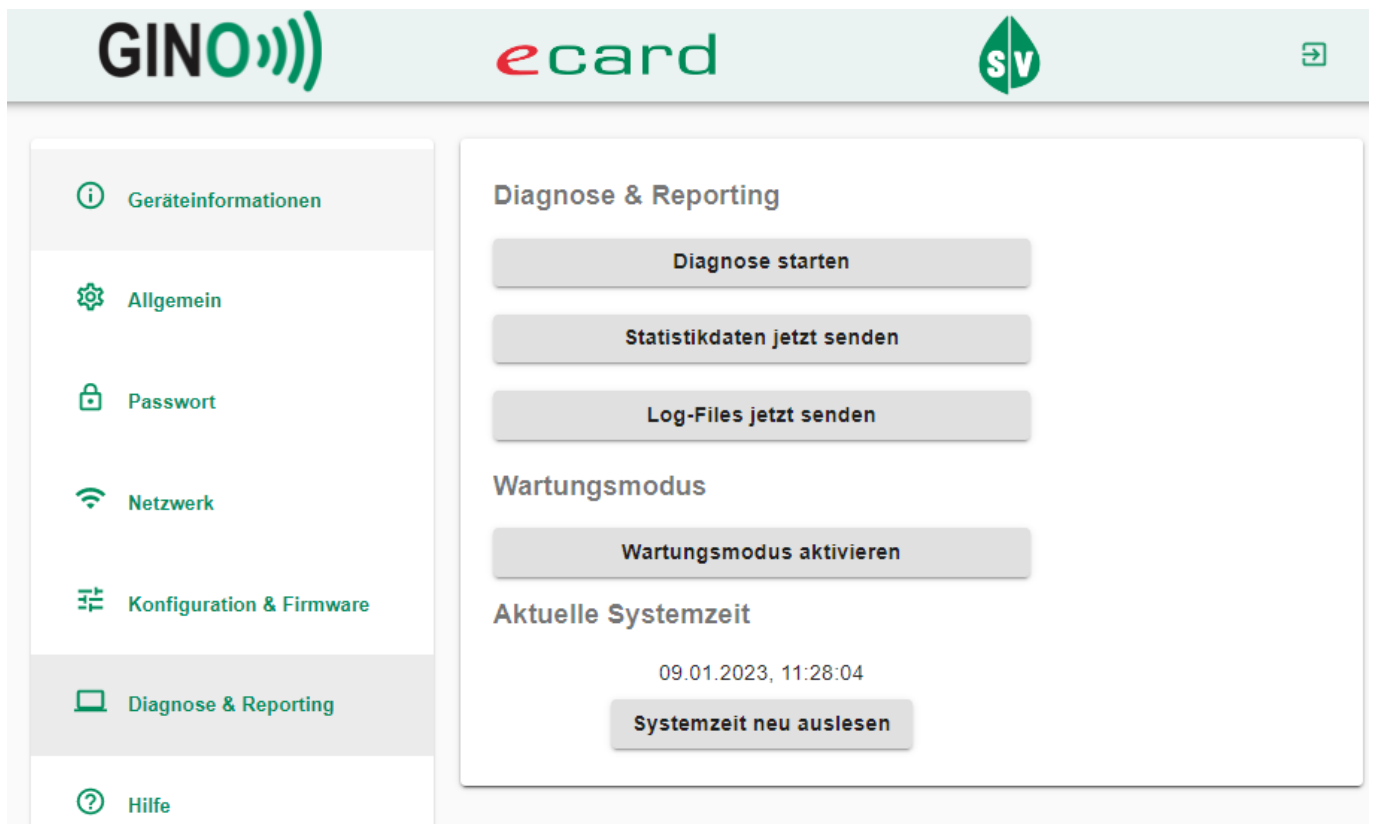 GINO
ecard
SV
Geräteinformationen
Allgemein
Passwort
Netzwerk
Konfiguration & Firmware
Diagnose & Reporting
Hilfe
Diagnose & Reporting
Diagnose starten
Statistikdaten jetzt senden
Log-Files jetzt senden
Wartungsmodus
Wartungsmodus aktivieren
Aktuelle Systemzeit
09.01.2023, 11:28:04
Systemzeit neu auslesen